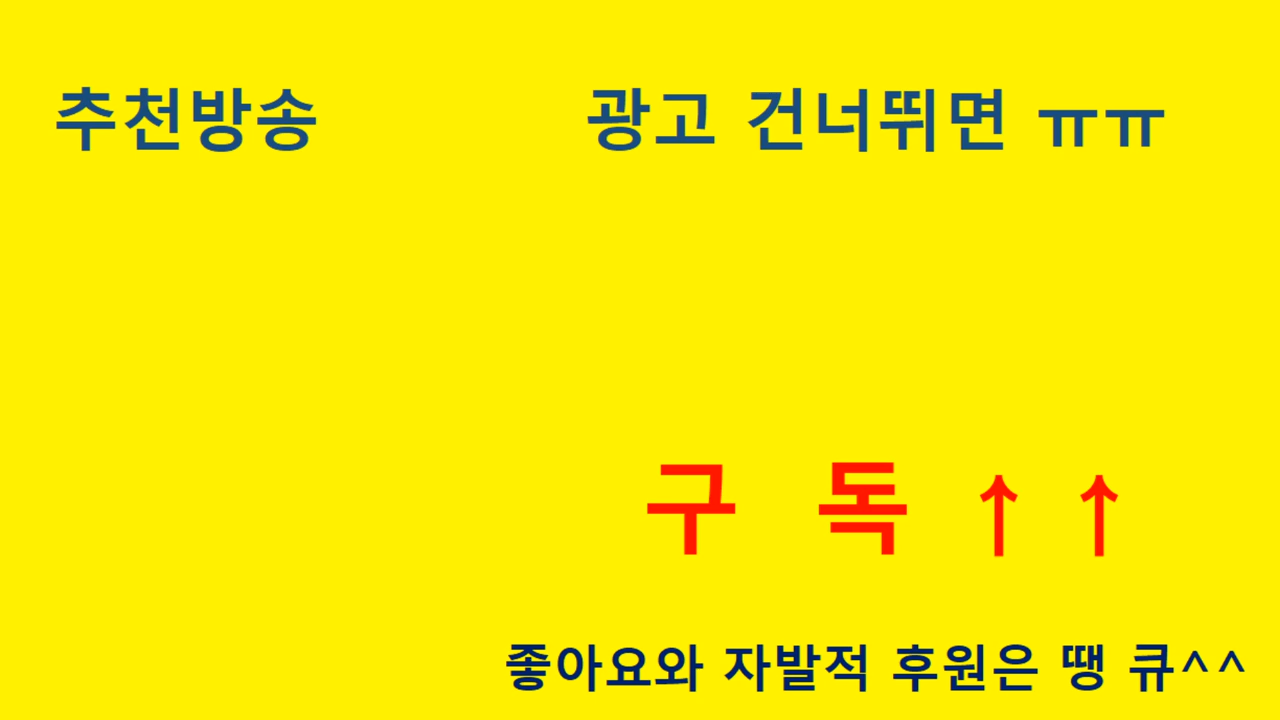 추천방송
광고 건너뛰면 ㅠㅠ
구 독 ↑ ↑
좋아요와 자발적 후원은 땡 큐^^